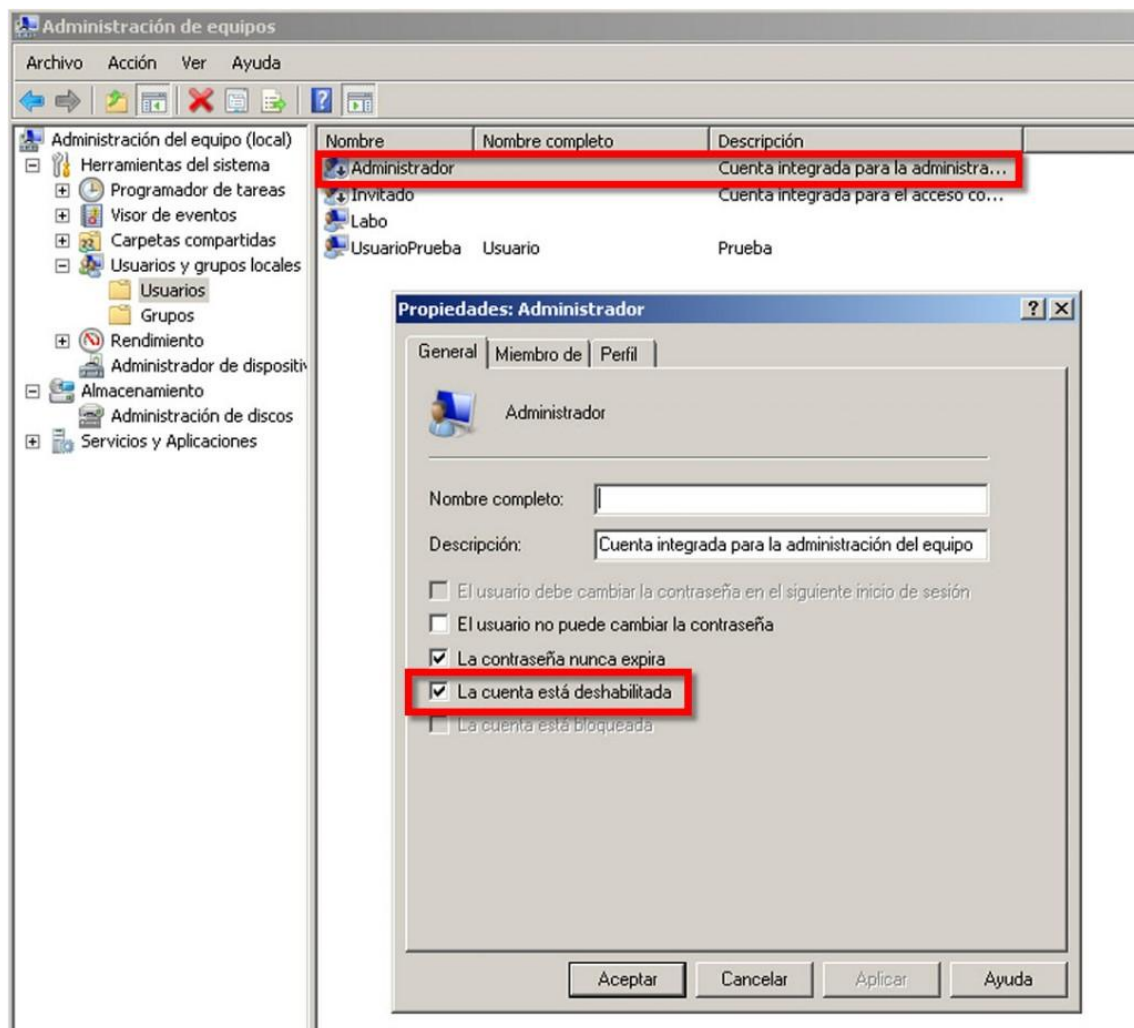 Administración de equipos
Archivo Acción Ver Ayuda
Administración del equipo (local)
Herramientas del sistema
Programador de tareas
Visor de eventos
Carpetas compartidas
Usuarios y grupos locales
Usuarios
Grupos
Rendimiento
Administrador de dispositiv
Almacenamiento
Administración de discos
Servicios y Aplicaciones
Nombre Nombre completo Descripción
Administrador Cuenta integrada para la administra...
Invitado Cuenta integrada para el acceso co...
Labo
UsuarioPrueba Usuario Prueba
Propiedades: Administrador
General Miembro de Perfil
Administrador
Nombre completo:
Descripción: Cuenta integrada para la administración del equipo
El usuario debe cambiar la contraseña en el siguiente inicio de sesión
El usuario no puede cambiar la contraseña
La contraseña nunca expira
La cuenta está deshabilitada
La cuenta está bloqueada
Aceptar Cancelar Aplicar Ayuda